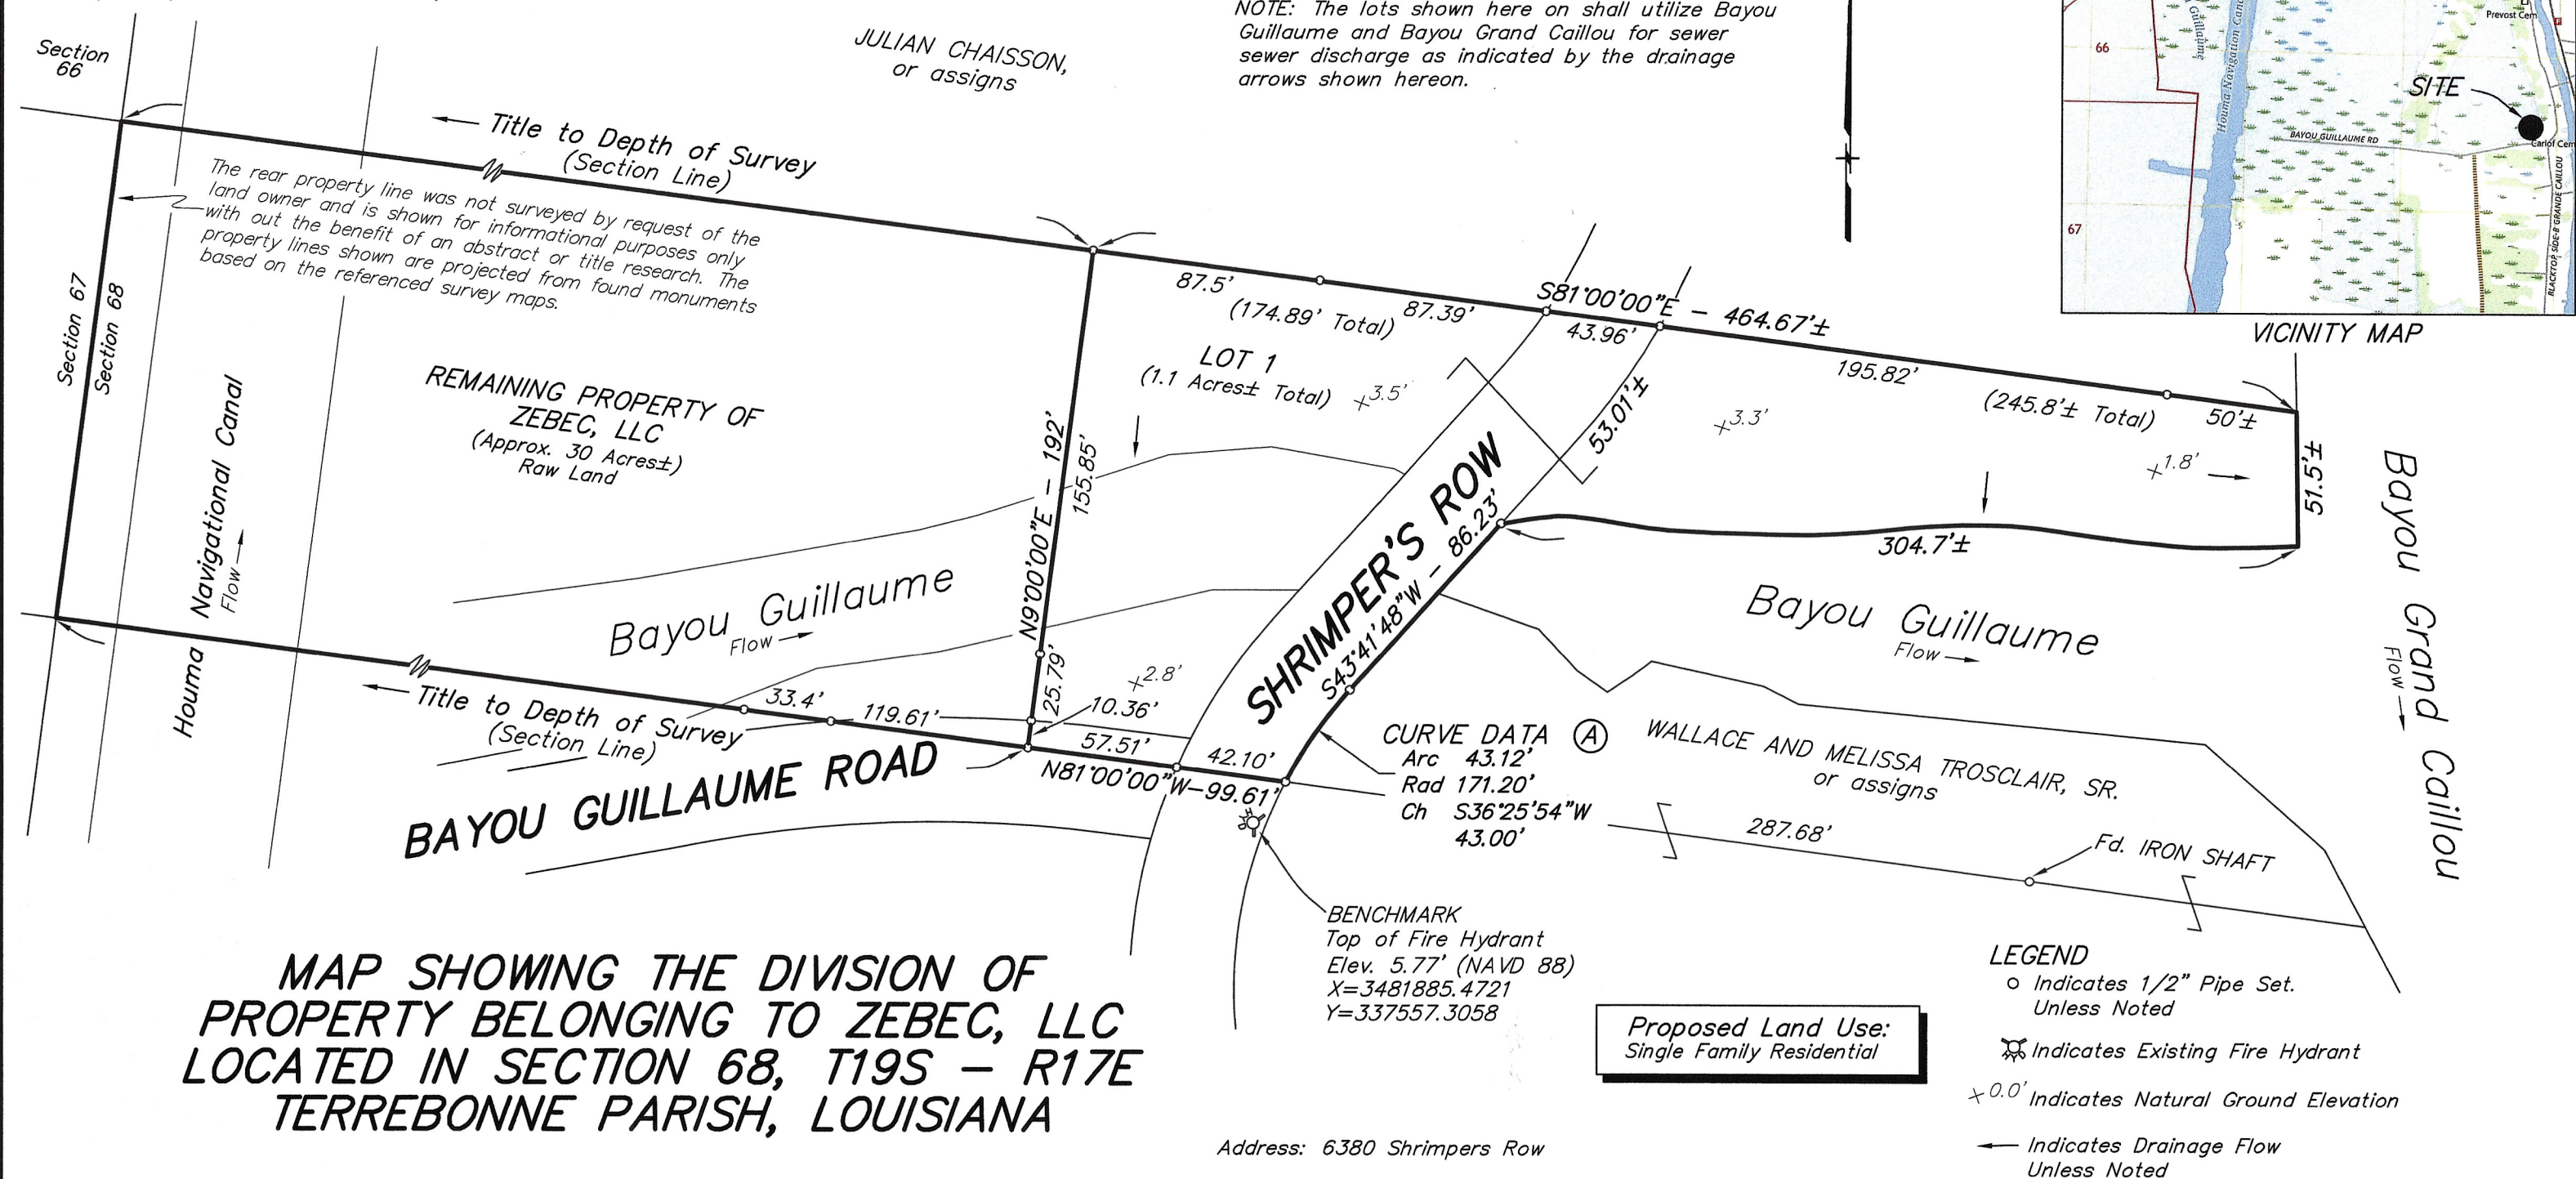 Section
66
JULIAN CHAISSON,
or assigns
NOTE: The lots shown here on shall utilize Bayou
Guillaume and Bayou Grand Caillou for sewer
sewer discharge as indicated by the drainage
arrows shown hereon.
Title to Depth of Survey
(Section Line)
The rear property line was not surveyed by request of the
land owner and is shown for informational purposes only
with out the benefit of an abstract or title research. The
property lines shown are projected from found monuments
based on the referenced survey maps.
Section 67
Section 68
Houma Navigational Canal
Flow
REMAINING PROPERTY OF
ZEBEC, LLC
(Approx. 30 Acres±)
Raw Land
87.5'
(174.89' Total)
87.39'
S81°00'00"E - 464.67'±
43.96'
195.82'
(245.8'± Total)
50'±
51.5'±
LOT 1
(1.1 Acres± Total)
+3.5'
+3.3'
+1.8'
53.01'±
N9°00'00"E - 192'
155.85'
25.79'
SHRIMPER'S ROW
S43°41'48"W - 86.23'
304.7'±
Bayou Guillaume
Flow
Bayou Guillaume
Flow
Bayou Grand Caillou
Flow
Title to Depth of Survey
(Section Line)
33.4'
119.61'
+2.8'
10.36'
57.51'
42.10'
N81°00'00"W-99.61'
BAYOU GUILLAUME ROAD
CURVE DATA A
Arc 43.12'
Rad 171.20'
Ch S36°25'54"W
43.00'
WALLACE AND MELISSA TROSCLAIR, SR.
or assigns
287.68'
Fd. IRON SHAFT
BENCHMARK
Top of Fire Hydrant
Elev. 5.77' (NAVD 88)
X=3481885.4721
Y=337557.3058
MAP SHOWING THE DIVISION OF
PROPERTY BELONGING TO ZEBEC, LLC
LOCATED IN SECTION 68, T19S - R17E
TERREBONNE PARISH, LOUISIANA
Proposed Land Use:
Single Family Residential
Address: 6380 Shrimpers Row
LEGEND
Indicates 1/2" Pipe Set.
Unless Noted
Indicates Existing Fire Hydrant
+0.0' Indicates Natural Ground Elevation
Indicates Drainage Flow
Unless Noted
66
67
Guillaume
Houma Navigation Canal
Prevost Cem
SITE
BAYOU GUILLAUME RD
Carlof Cem
BLACKTOP SIDE-B GRANDE CAILLOU
VICINITY MAP